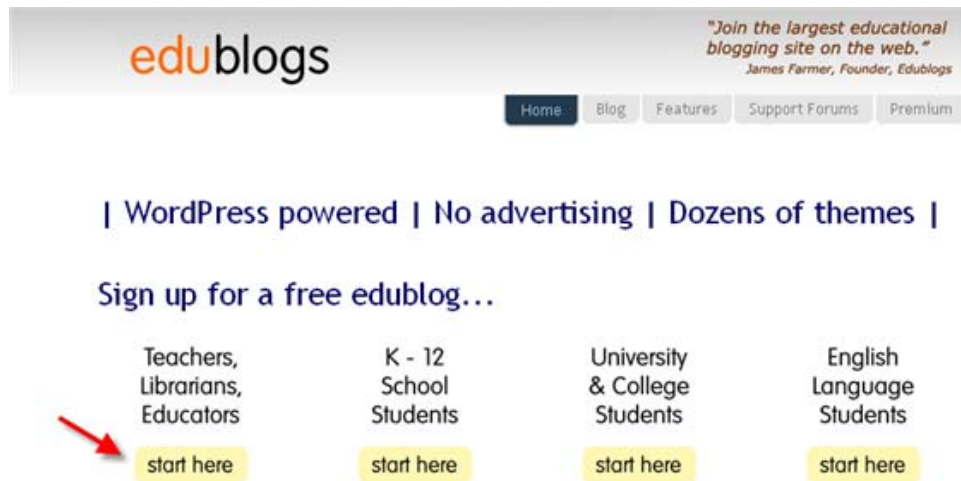 edublogs
"Join the largest educational
blogging site on the web."
James Farmer, Founder, Edublogs
Home Blog Features Support Forums Premium
| WordPress powered | No advertising | Dozens of themes |
Sign up for a free edublog...
Teachers,
Librarians,
Educators
start here
K - 12
School
Students
start here
University
& College
Students
start here
English
Language
Students
start here